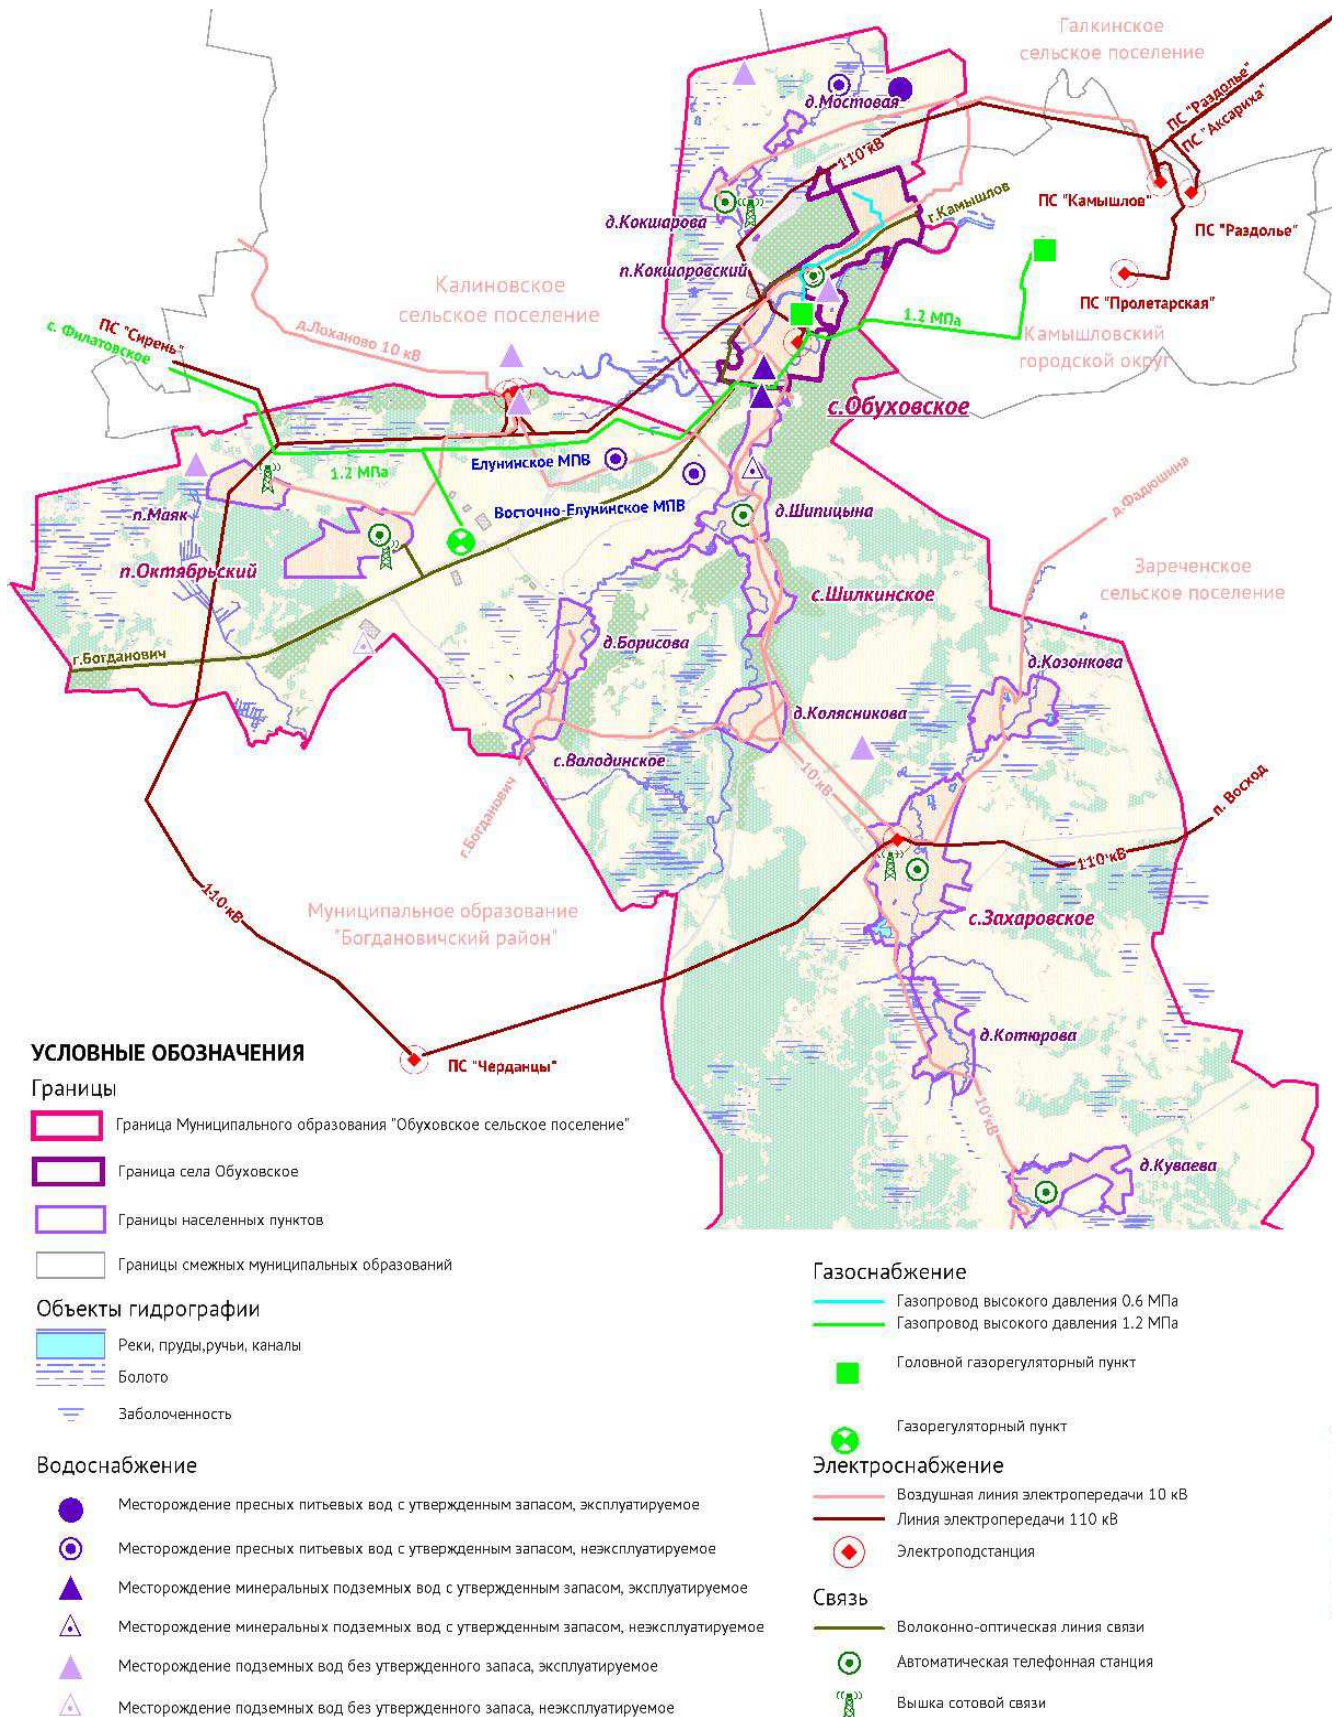 Галкинское
сельское поселение
ПС "Раздолье"
ПС "Аксариха"
д.Мостовая
110 кВ
ПС "Камышлов"
г.Камышлов
д.Кокшарова
ПС "Раздолье"
п.Кокшаровский
Калиновское
сельское поселение
ПС "Пролетарская"
1.2 МПа
Камышловский
городской округ
ПС "Сирень"
с. Филатовское
д.Лоханово 10 кВ
с.Обуховское
1.2 МПа
Елунинское МПВ
Восточно-Елунинское МПВ
п.Маяк
д.Шипицына
д.Фадюшина
п.Октябрьский
Зареченское
сельское поселение
с.Шилкинское
г.Богданович
д.Борисова
д.Козонкова
д.Колясникова
с.Володинское
10 кВ
г.Богданович
п. Восход
110 кВ
110 кВ
Муниципальное образование
"Богдановичский район"
с.Захаровское
д.Котюрова
ПС "Черданцы"
10 кВ
д.Куваева
УСЛОВНЫЕ ОБОЗНАЧЕНИЯ
Границы
Граница Муниципального образования "Обуховское сельское поселение"
Граница села Обуховское
Границы населенных пунктов
Границы смежных муниципальных образований
Объекты гидрографии
Реки, пруды,ручьи, каналы
Болото
Заболоченность
Водоснабжение
Месторождение пресных питьевых вод с утвержденным запасом, эксплуатируемое
Месторождение пресных питьевых вод с утвержденным запасом, неэксплуатируемое
Месторождение минеральных подземных вод с утвержденным запасом, эксплуатируемое
Месторождение минеральных подземных вод с утвержденным запасом, неэксплуатируемое
Месторождение подземных вод без утвержденного запаса, эксплуатируемое
Месторождение подземных вод без утвержденного запаса, неэксплуатируемое
Газоснабжение
Газопровод высокого давления 0.6 МПа
Газопровод высокого давления 1.2 МПа
Головной газорегуляторный пункт
Газорегуляторный пункт
Электроснабжение
Воздушная линия электропередачи 10 кВ
Линия электропередачи 110 кВ
Электроподстанция
Связь
Волоконно-оптическая линия связи
Автоматическая телефонная станция
Вышка сотовой связи